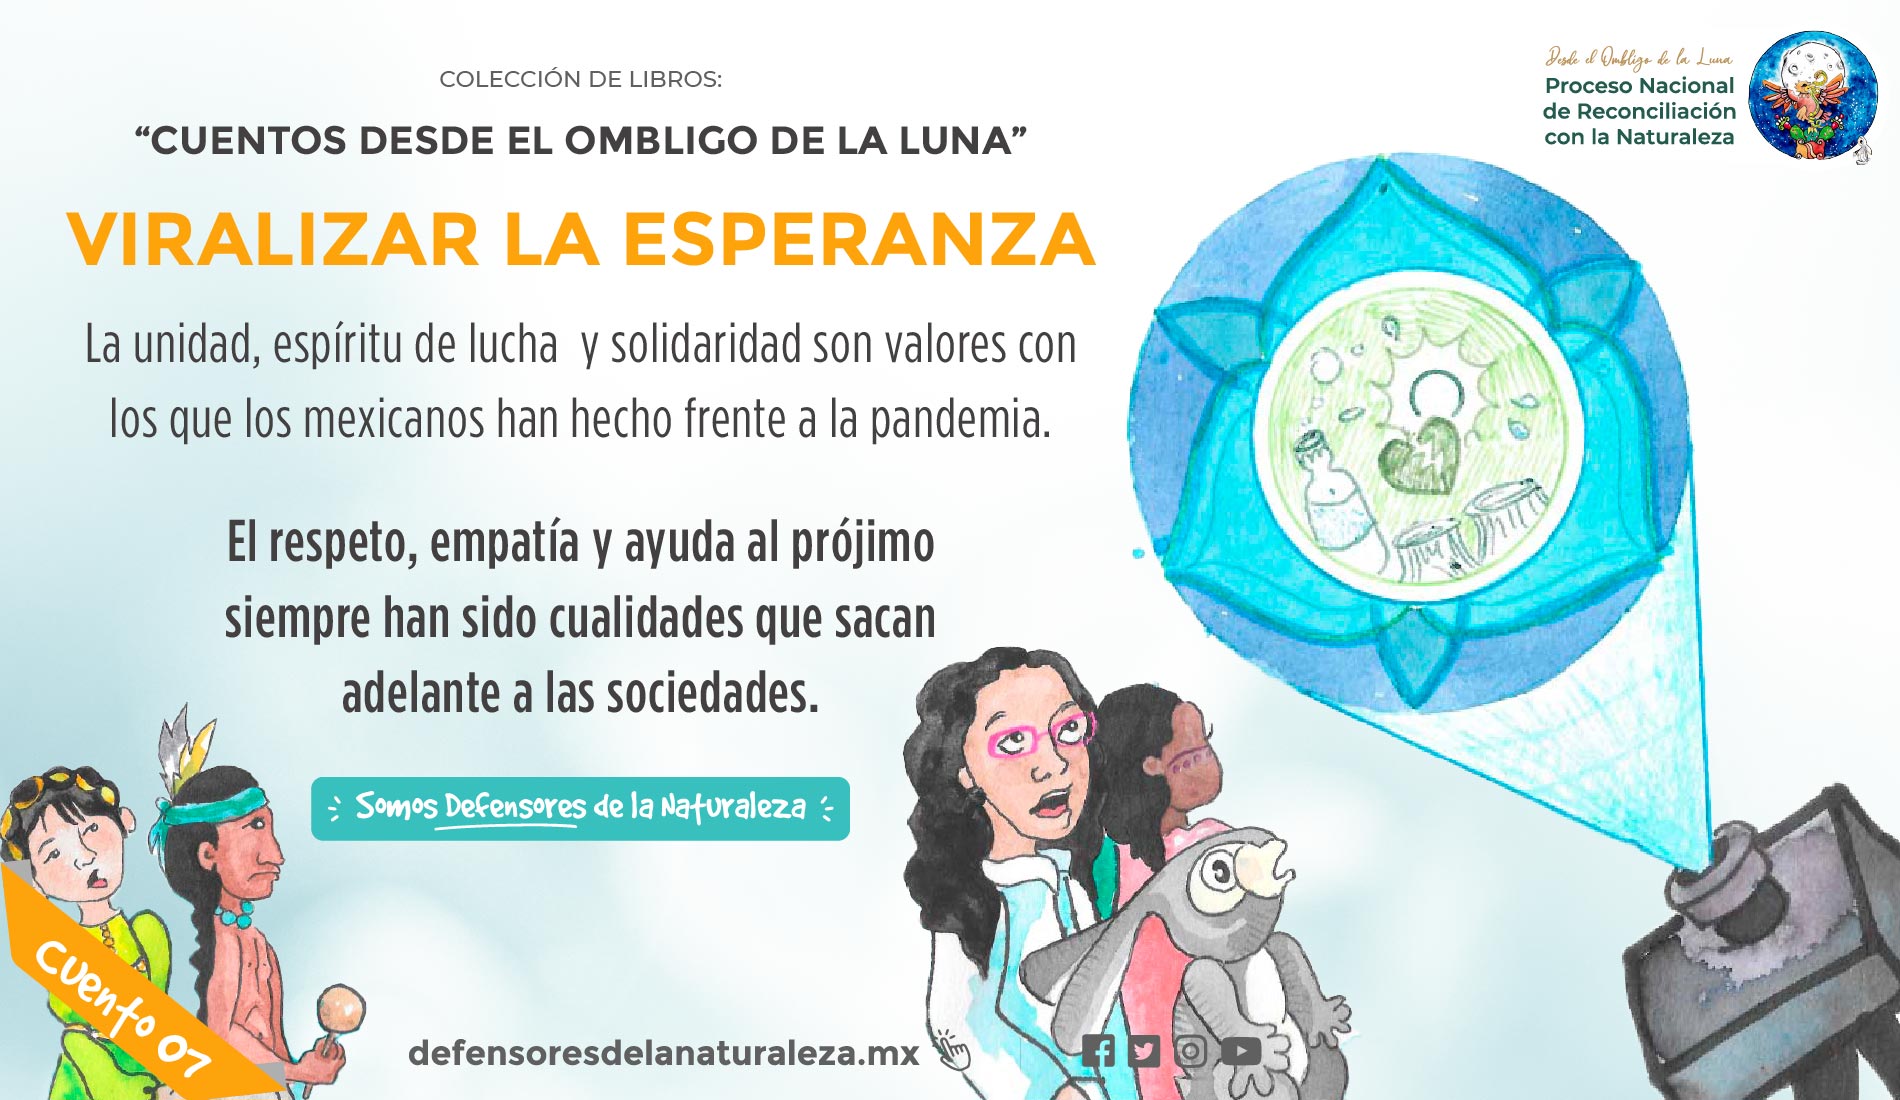 COLECCIÓN DE LIBROS:
“CUENTOS DESDE EL OMBLIGO DE LA LUNA”
VIRALIZAR LA ESPERANZA
La unidad, espíritu de lucha y solidaridad son valores con
los que los mexicanos han hecho frente a la pandemia.
El respeto, empatía y ayuda al prójimo
siempre han sido cualidades que sacan
adelante a las sociedades.
Somos Defensores de la Naturaleza
Desde el Ombligo de la Luna
Proceso Nacional
de Reconciliación
con la Naturaleza
Cuento 07
defensoresdelanaturaleza.mx